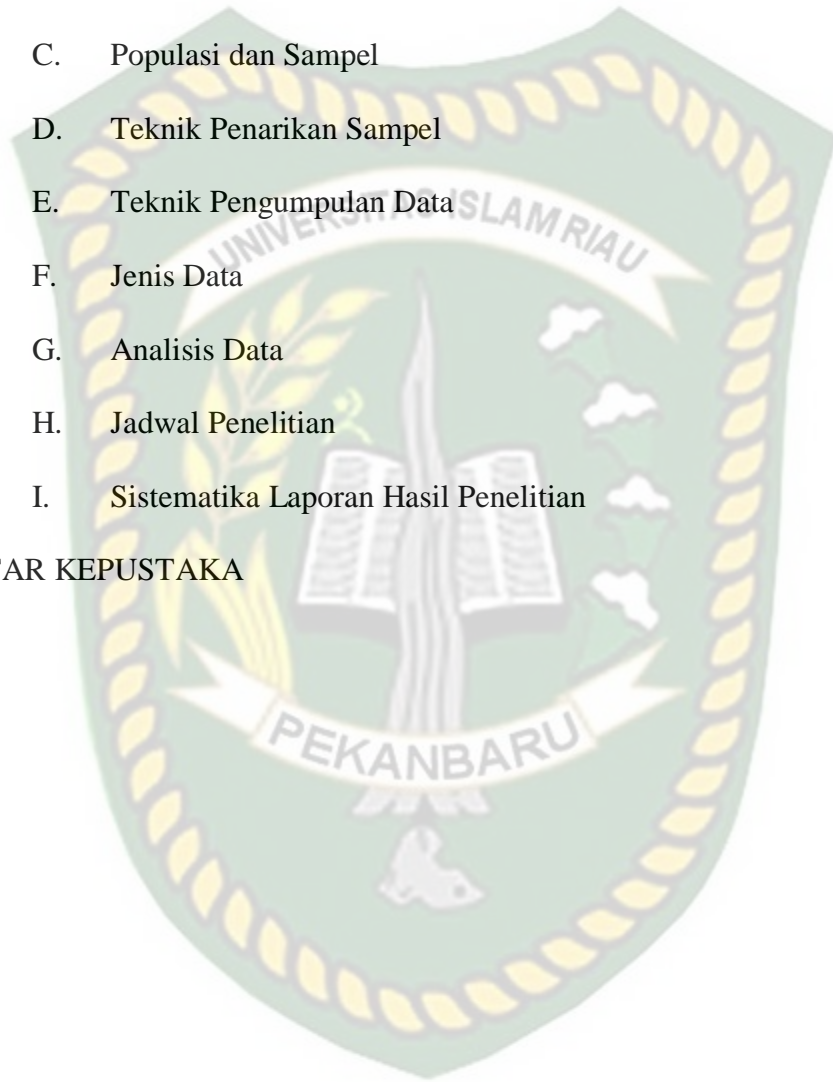 C. Populasi dan Sampel
D. Teknik Penarikan Sampel
UNIVERSITAS ISLAM RIAU
E. Teknik Pengumpulan Data
F. Jenis Data
G. Analisis Data
H. Jadwal Penelitian
I. Sistematika Laporan Hasil Penelitian
TAR KEPUSTAKA
PEKANBARU